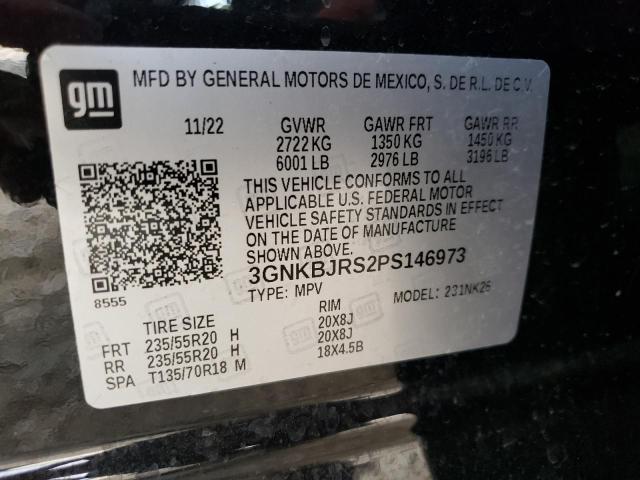 gm
MFD BY GENERAL MOTORS DE MEXICO, S. DE R.L. DE C.V.
11/22 GVWR GAWR FRT GAWR RR
2722 KG 1350 KG 1450 KG
6001 LB 2976 LB 3196 LB
THIS VEHICLE CONFORMS TO ALL
APPLICABLE U.S. FEDERAL MOTOR
VEHICLE SAFETY STANDARDS IN EFFECT
ON THE DATE OF MANUFACTURE
SHOWN ABOVE.
3GNKBJRS2PS146973
8555 TYPE: MPV MODEL: 231NK26
TIRE SIZE RIM
FRT 235/55R20 H 20X8J
RR 235/55R20 H 20X8J
SPA T135/70R18 M 18X4.5B